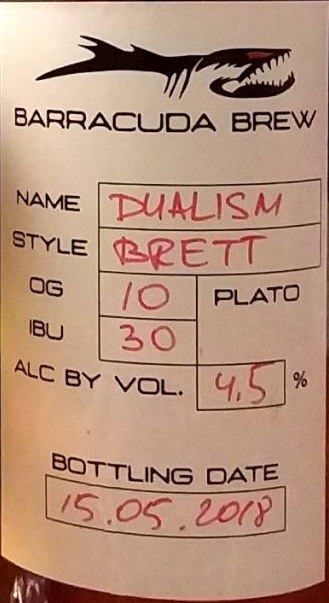 BARRACUDA BREW
NAME DUALISM
STYLE BRETT
OG 10 PLATO
IBU 30
ALC BY VOL. 4,5 %
BOTTLING DATE
15.05.2018